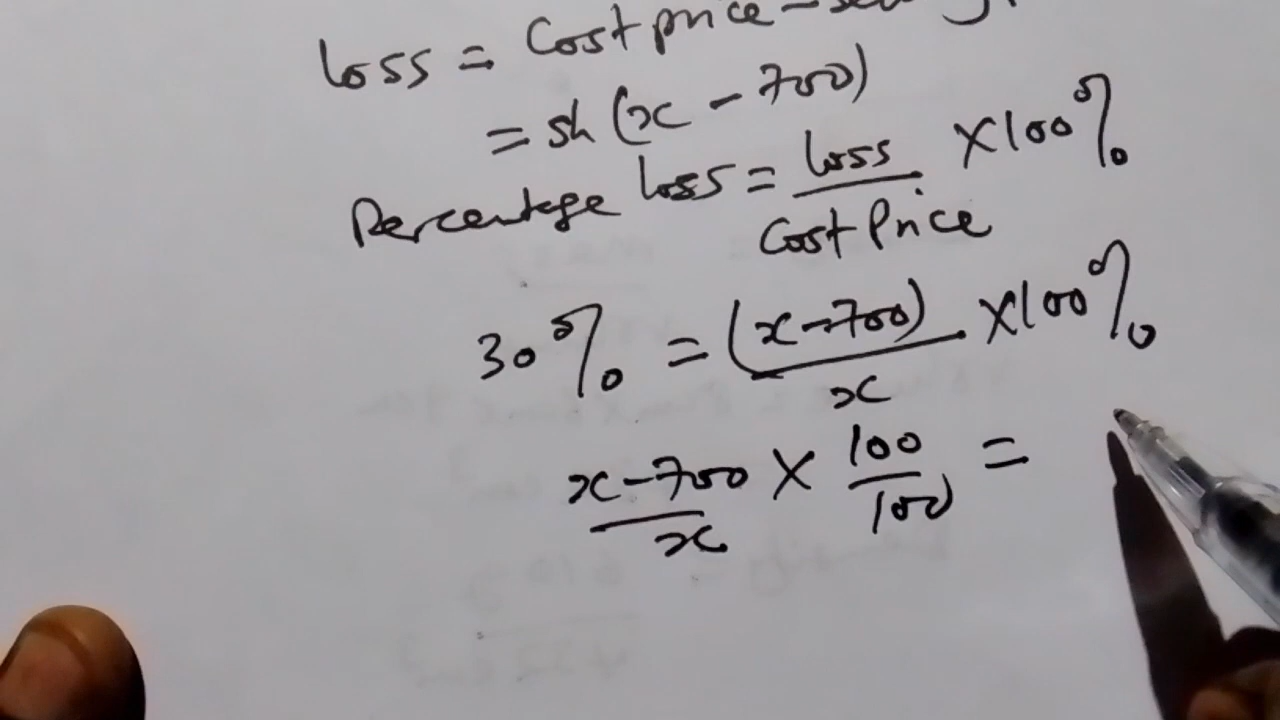 loss = Cost price -
= sh (x - 700)
Percentage loss = loss/Cost Price × 100%
30% = (x - 700)/x × 100%
x - 700/x × 100/100 =